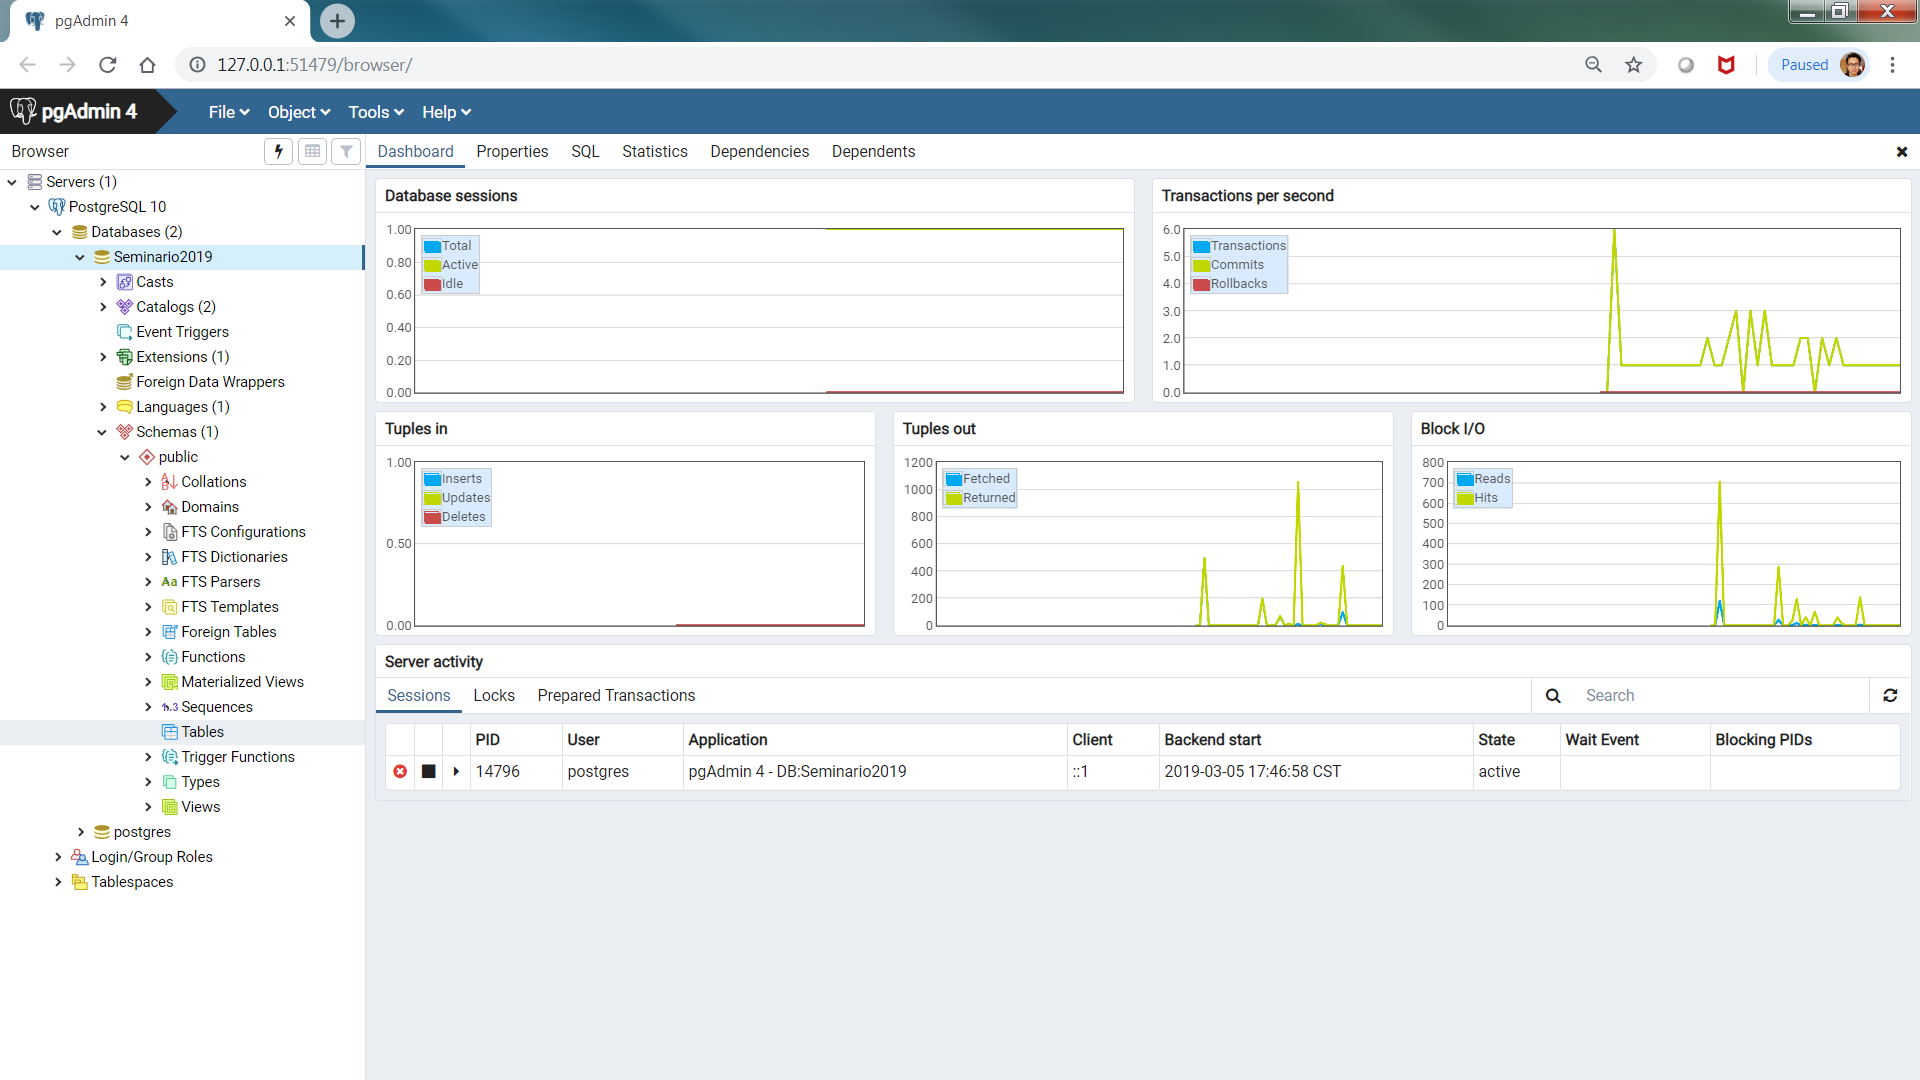 pgAdmin 4
127.0.0.1:51479/browser/
Paused
pgAdmin 4
File Object Tools Help
Browser
Dashboard Properties SQL Statistics Dependencies Dependents
Servers (1)
PostgreSQL 10
Databases (2)
Seminario2019
Casts
Catalogs (2)
Event Triggers
Extensions (1)
Foreign Data Wrappers
Languages (1)
Schemas (1)
public
Collations
Domains
FTS Configurations
FTS Dictionaries
Aa FTS Parsers
FTS Templates
Foreign Tables
Functions
Materialized Views
1..3 Sequences
Tables
Trigger Functions
Types
Views
postgres
Login/Group Roles
Tablespaces
Database sessions
1.00
0.80
0.60
0.40
0.20
0.00
Total
Active
Idle
Transactions per second
6.0
5.0
4.0
3.0
2.0
1.0
0.0
Transactions
Commits
Rollbacks
Tuples in
1.00
0.50
0.00
Inserts
Updates
Deletes
Tuples out
1200
1000
800
600
400
200
0
Fetched
Returned
Block I/O
800
700
600
500
400
300
200
100
0
Reads
Hits
Server activity
Sessions Locks Prepared Transactions
Search
PID User Application Client Backend start State Wait Event Blocking PIDs
14796 postgres pgAdmin 4 - DB:Seminario2019 ::1 2019-03-05 17:46:58 CST active